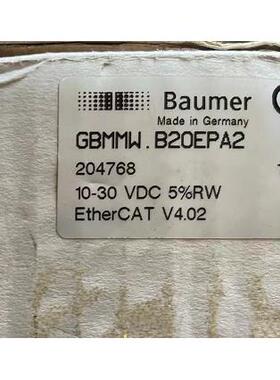 Baumer
Made in Germany
GBMMW.B20EPA2
204768
10-30 VDC 5%RW
EtherCAT V4.02